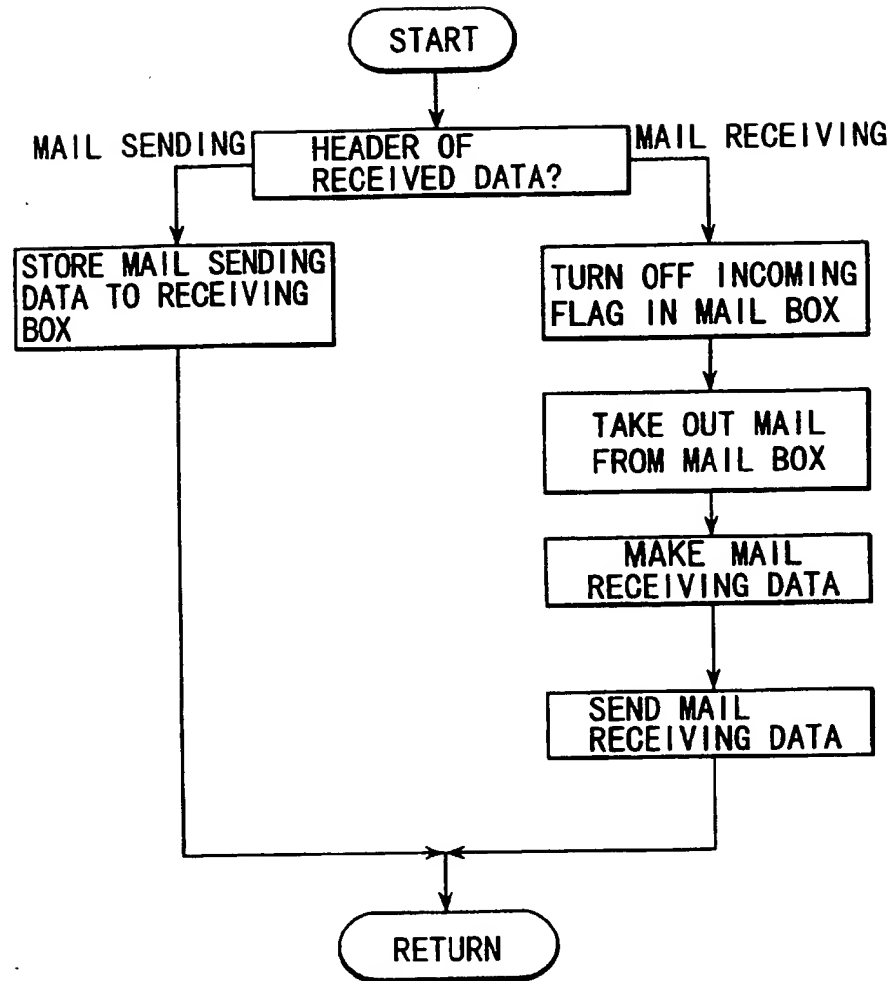 START
MAIL SENDING
HEADER OF
RECEIVED DATA?
MAIL RECEIVING
STORE MAIL SENDING
DATA TO RECEIVING
BOX
TURN OFF INCOMING
FLAG IN MAIL BOX
TAKE OUT MAIL
FROM MAIL BOX
MAKE MAIL
RECEIVING DATA
SEND MAIL
RECEIVING DATA
RETURN